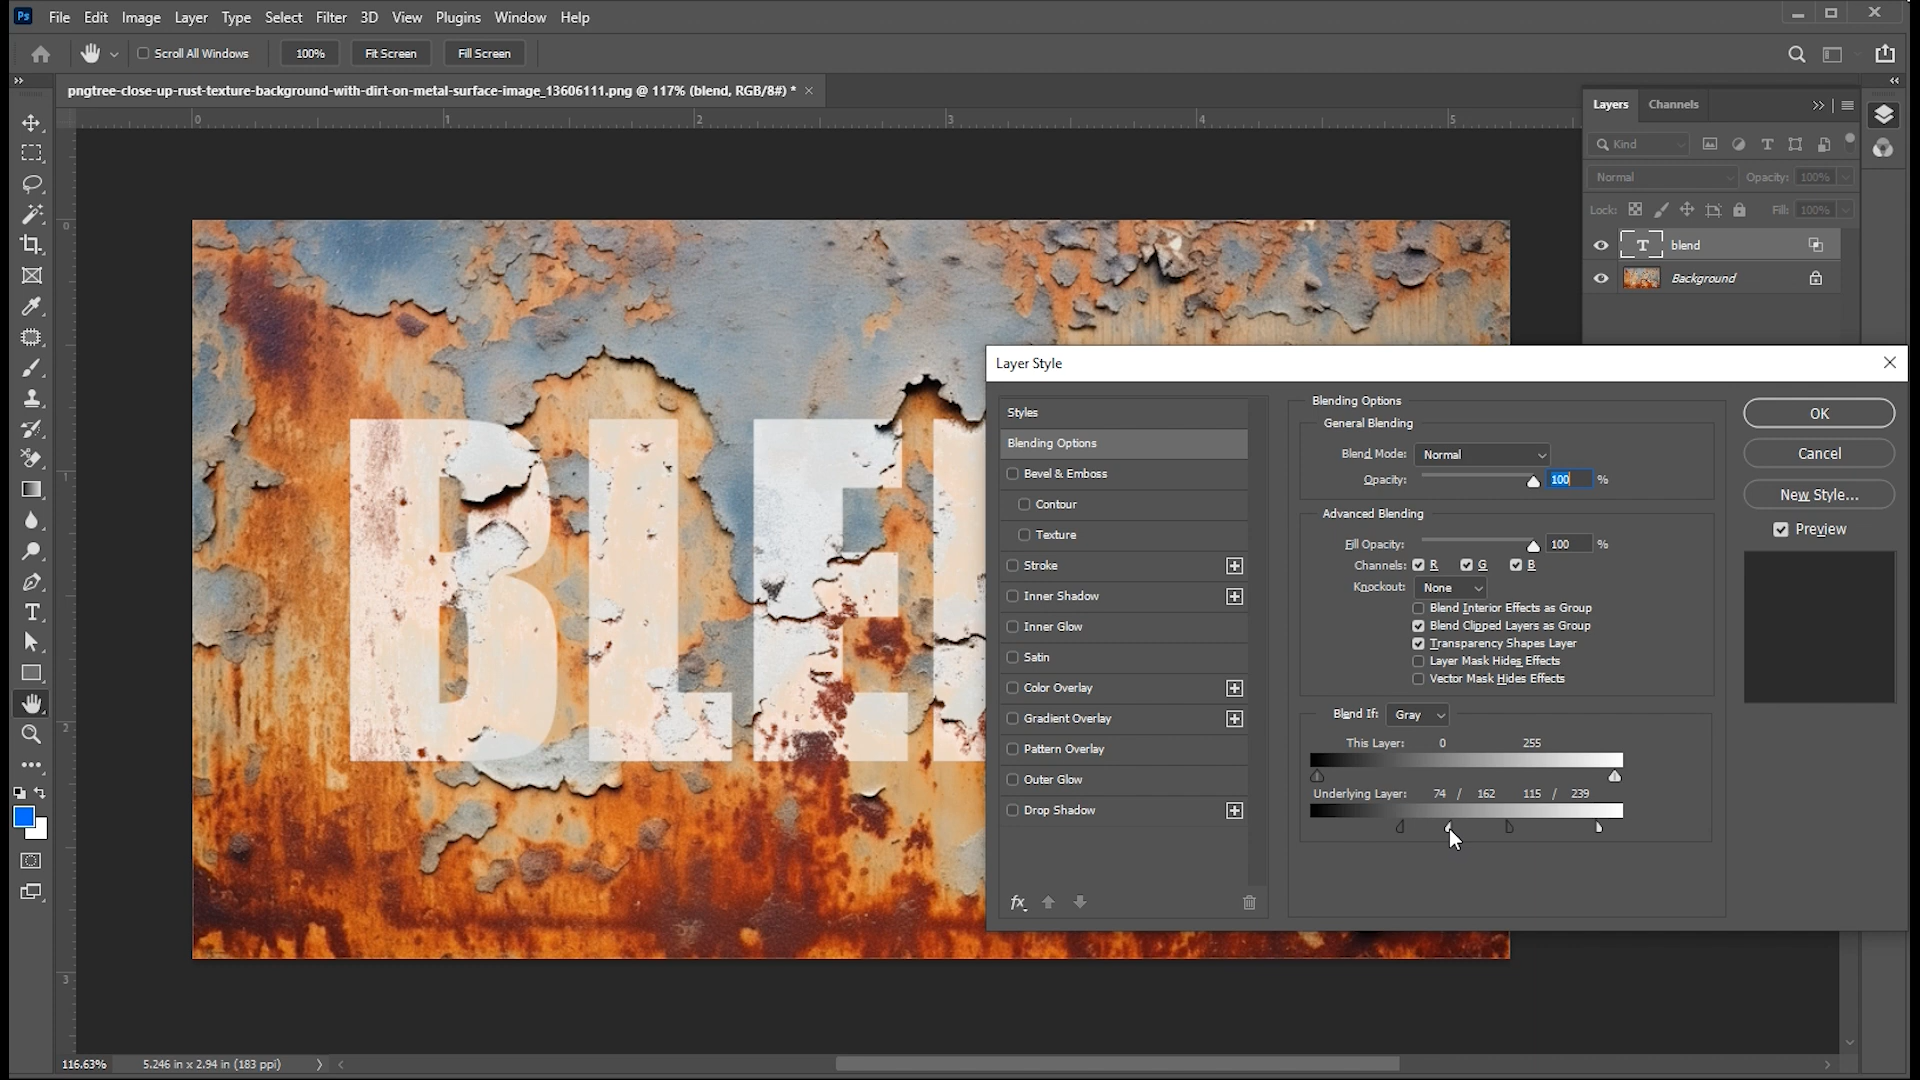 Ps File Edit Image Layer Type Select Filter 3D View Plugins Window Help
Scroll All Windows 100% Fit Screen Fill Screen
pngtree-close-up-rust-texture-background-with-dirt-on-metal-surface-image_13606111.png @ 117% (blend, RGB/8#) *
0 1 2 3 4 5
0
1
2
3
Layers Channels
Kind
Normal Opacity: 100%
Lock: Fill: 100%
T blend
Background
BLE
Layer Style
Styles
Blending Options
Bevel & Emboss
Contour
Texture
Stroke
Inner Shadow
Inner Glow
Satin
Color Overlay
Gradient Overlay
Pattern Overlay
Outer Glow
Drop Shadow
fx
Blending Options
General Blending
Blend Mode: Normal
Opacity: 100 %
Advanced Blending
Fill Opacity: 100 %
Channels: R G B
Knockout: None
Blend Interior Effects as Group
Blend Clipped Layers as Group
Transparency Shapes Layer
Layer Mask Hides Effects
Vector Mask Hides Effects
Blend If: Gray
This Layer: 0 255
Underlying Layer: 74 / 162 115 / 239
OK
Cancel
New Style...
Preview
116.63% 5.246 in x 2.94 in (183 ppi)